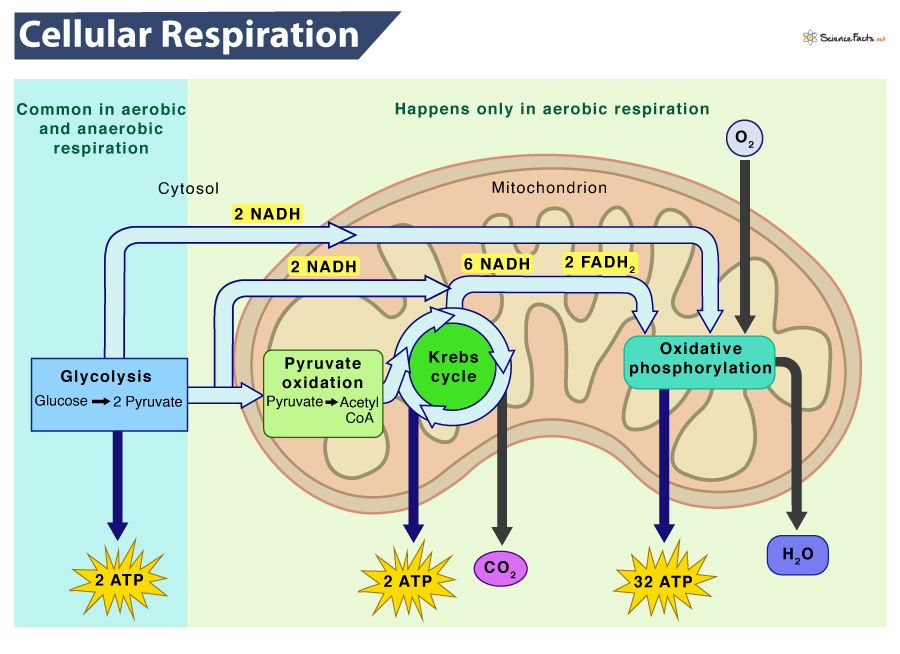 Cellular Respiration
ScienceFacts.net
Common in aerobic
and anaerobic
respiration
Happens only in aerobic respiration
O2
Cytosol
Mitochondrion
2 NADH
2 NADH
6 NADH
2 FADH2
Glycolysis
Glucose → 2 Pyruvate
Pyruvate
oxidation
Pyruvate → Acetyl
CoA
Krebs
cycle
Oxidative
phosphorylation
2 ATP
2 ATP
CO2
32 ATP
H2O